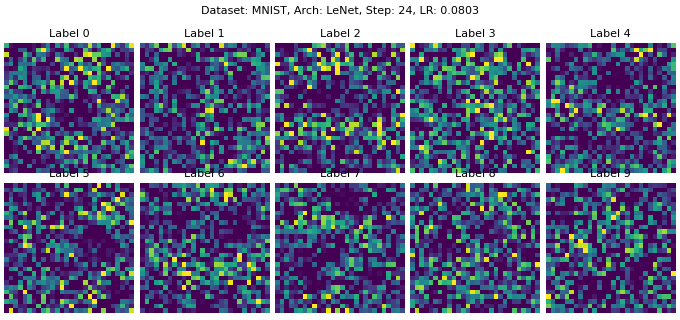 Dataset: MNIST, Arch: LeNet, Step: 24, LR: 0.0803
Label 0 Label 1 Label 2 Label 3 Label 4
Label 5 Label 6 Label 7 Label 8 Label 9